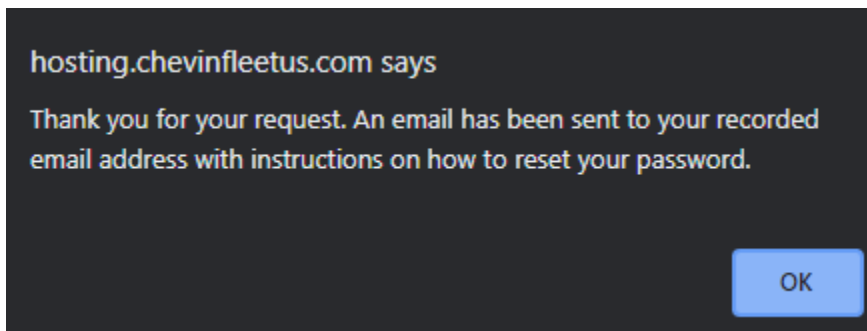 hosting.chevinfleetus.com says
Thank you for your request. An email has been sent to your recorded
email address with instructions on how to reset your password.
OK